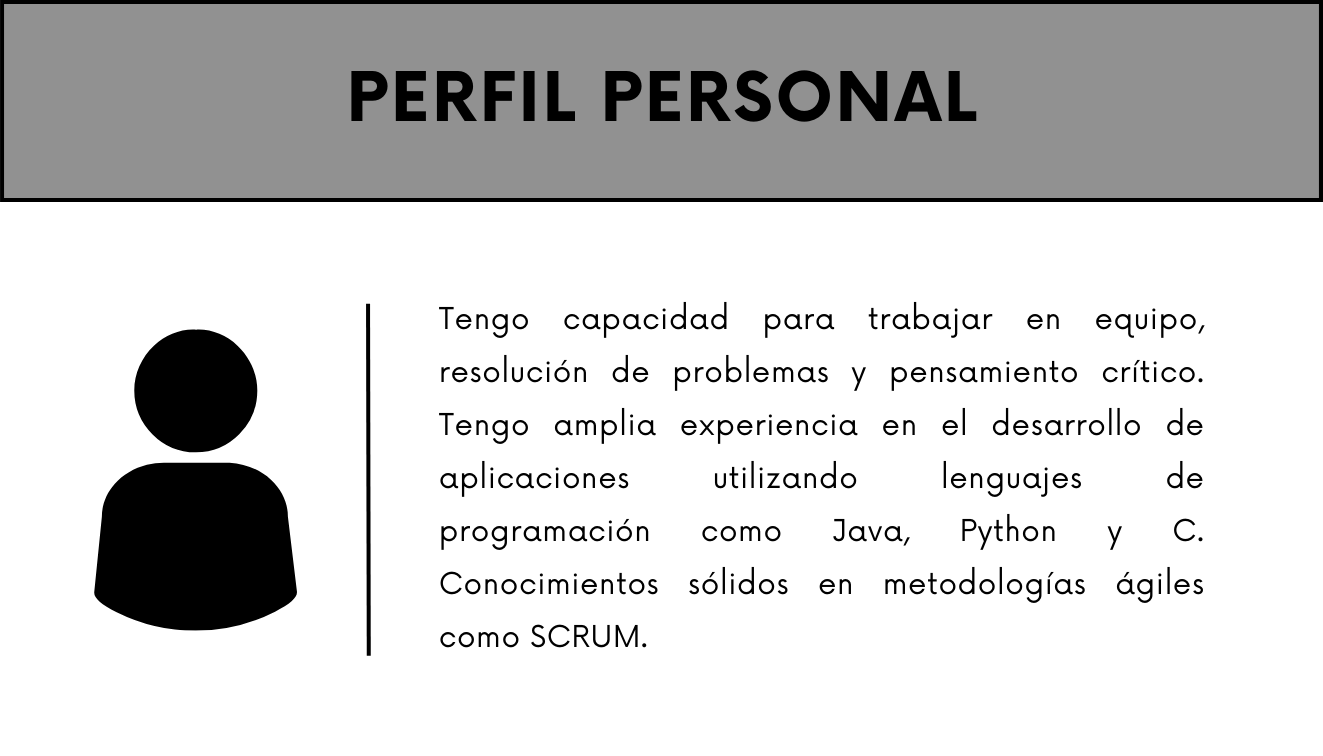 PERFIL PERSONAL
Tengo capacidad para trabajar en equipo,
resolución de problemas y pensamiento crítico.
Tengo amplia experiencia en el desarrollo de
aplicaciones utilizando lenguajes de
programación como Java, Python y C.
Conocimientos sólidos en metodologías ágiles
como SCRUM.